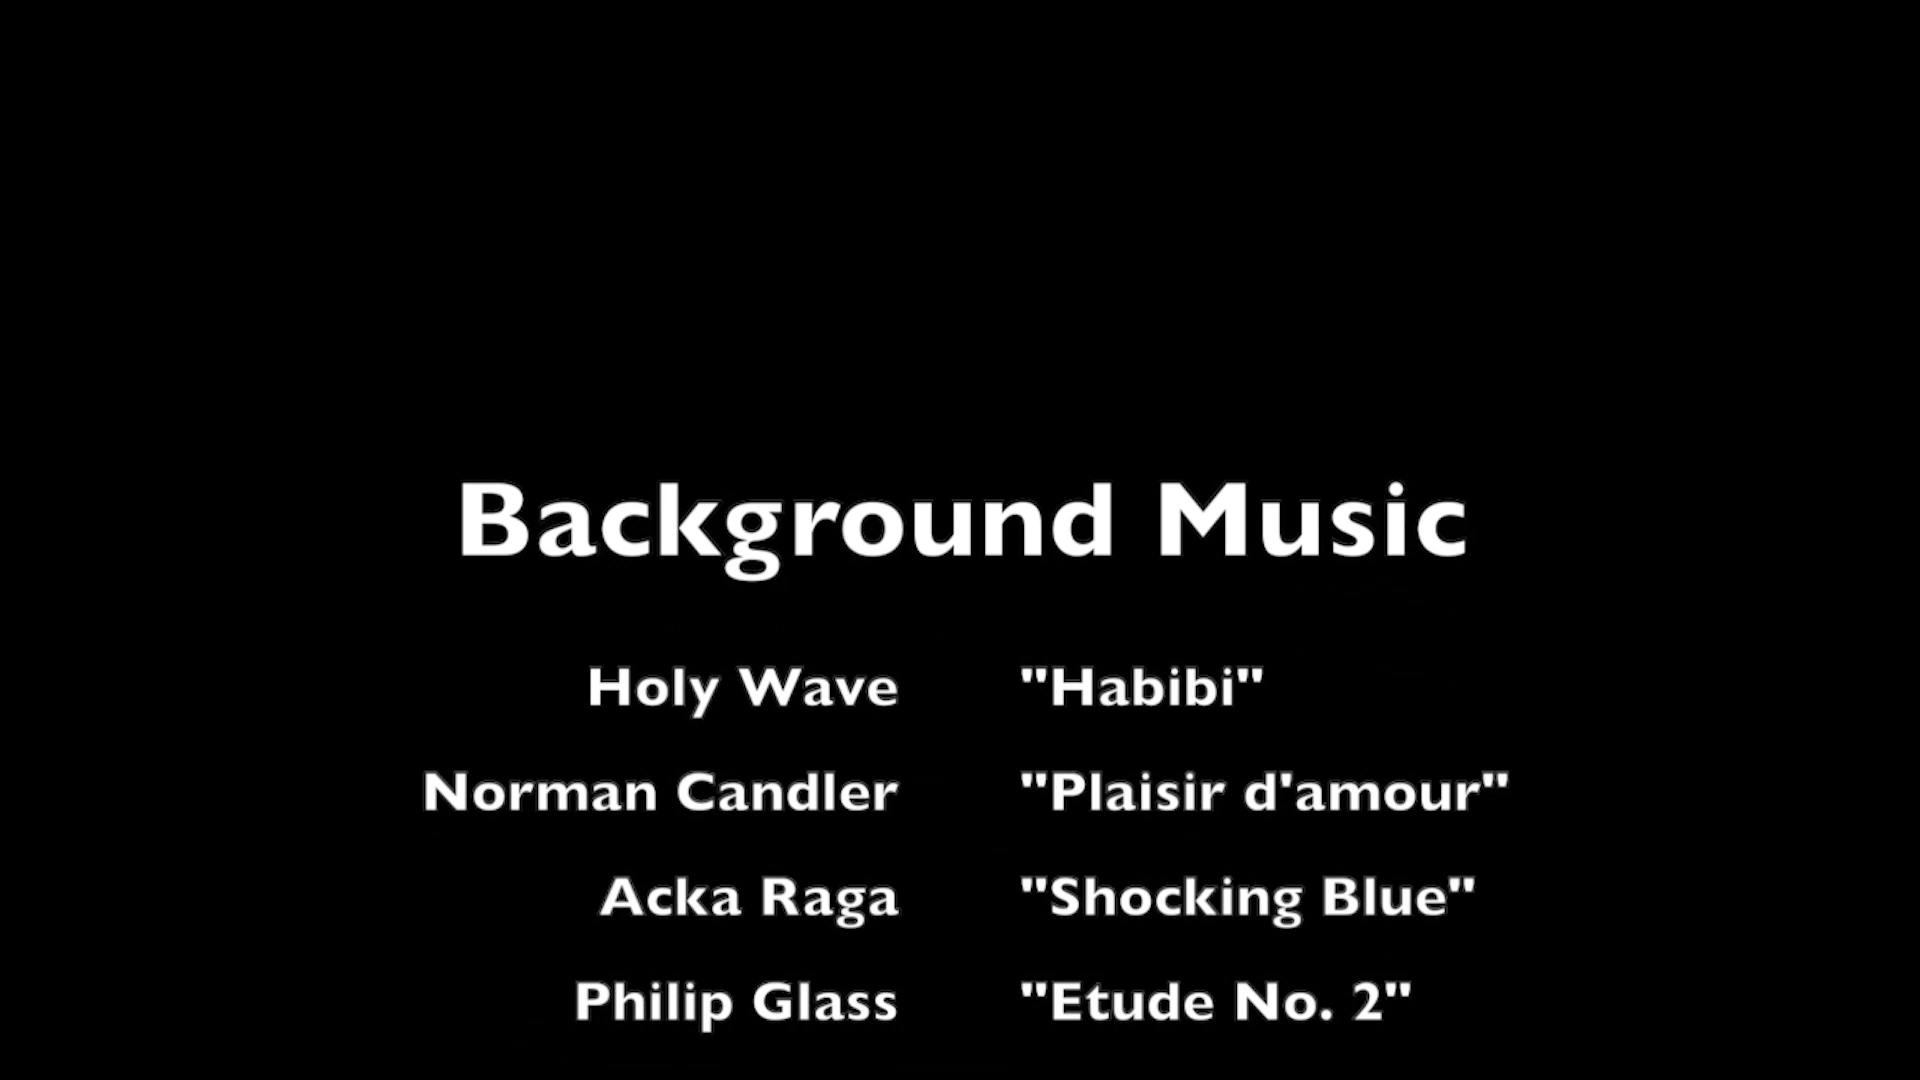 Background Music
Holy Wave "Habibi"
Norman Candler "Plaisir d'amour"
Acka Raga "Shocking Blue"
Philip Glass "Etude No. 2"